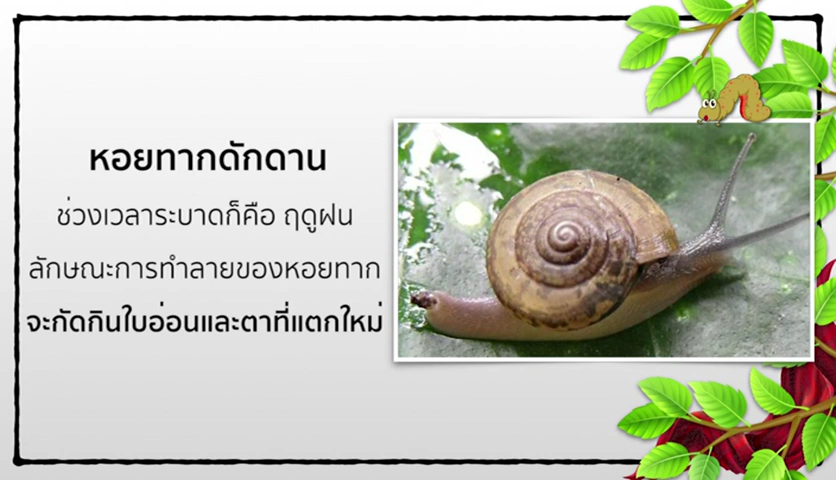 หอยทากดักดาน
ช่วงเวลาระบาดก็คือ ฤดูฝน
ลักษณะการทำลายของหอยทาก
จะกัดกินใบอ่อนและตาที่แตกใหม่